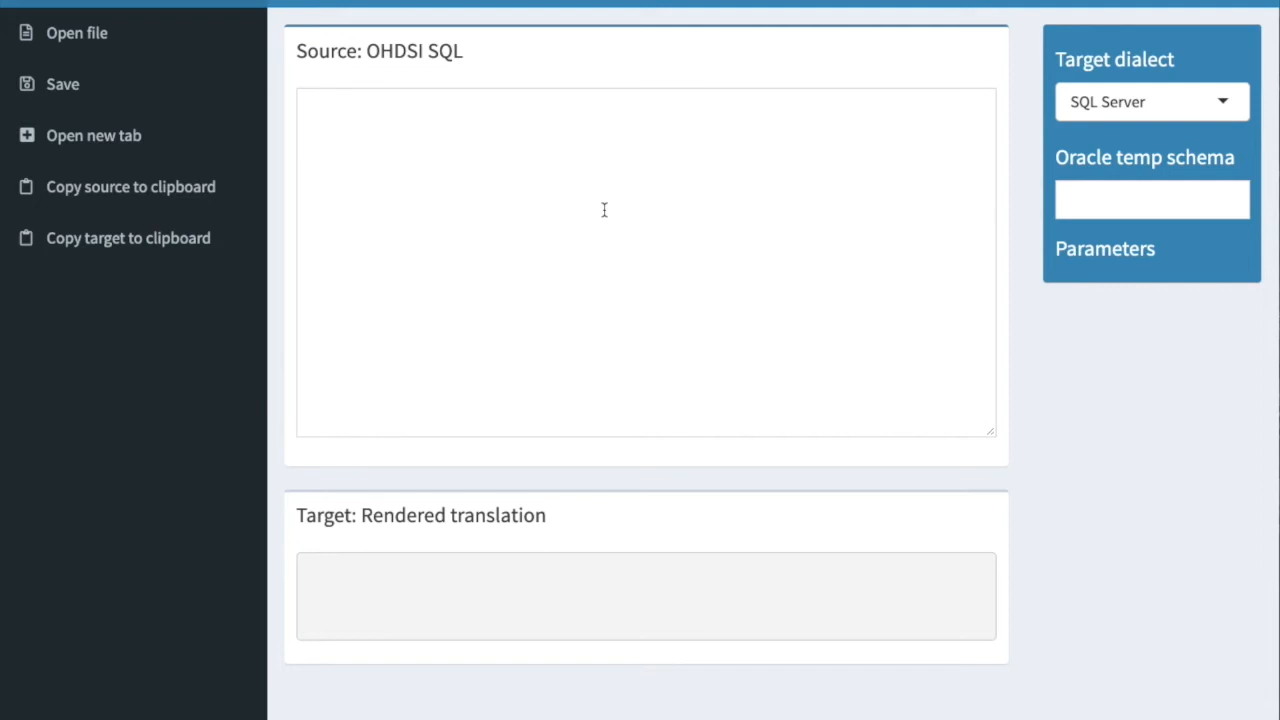 Open file
Save
Open new tab
Copy source to clipboard
Copy target to clipboard
Source: OHDSI SQL
Target: Rendered translation
Target dialect
SQL Server
Oracle temp schema
Parameters